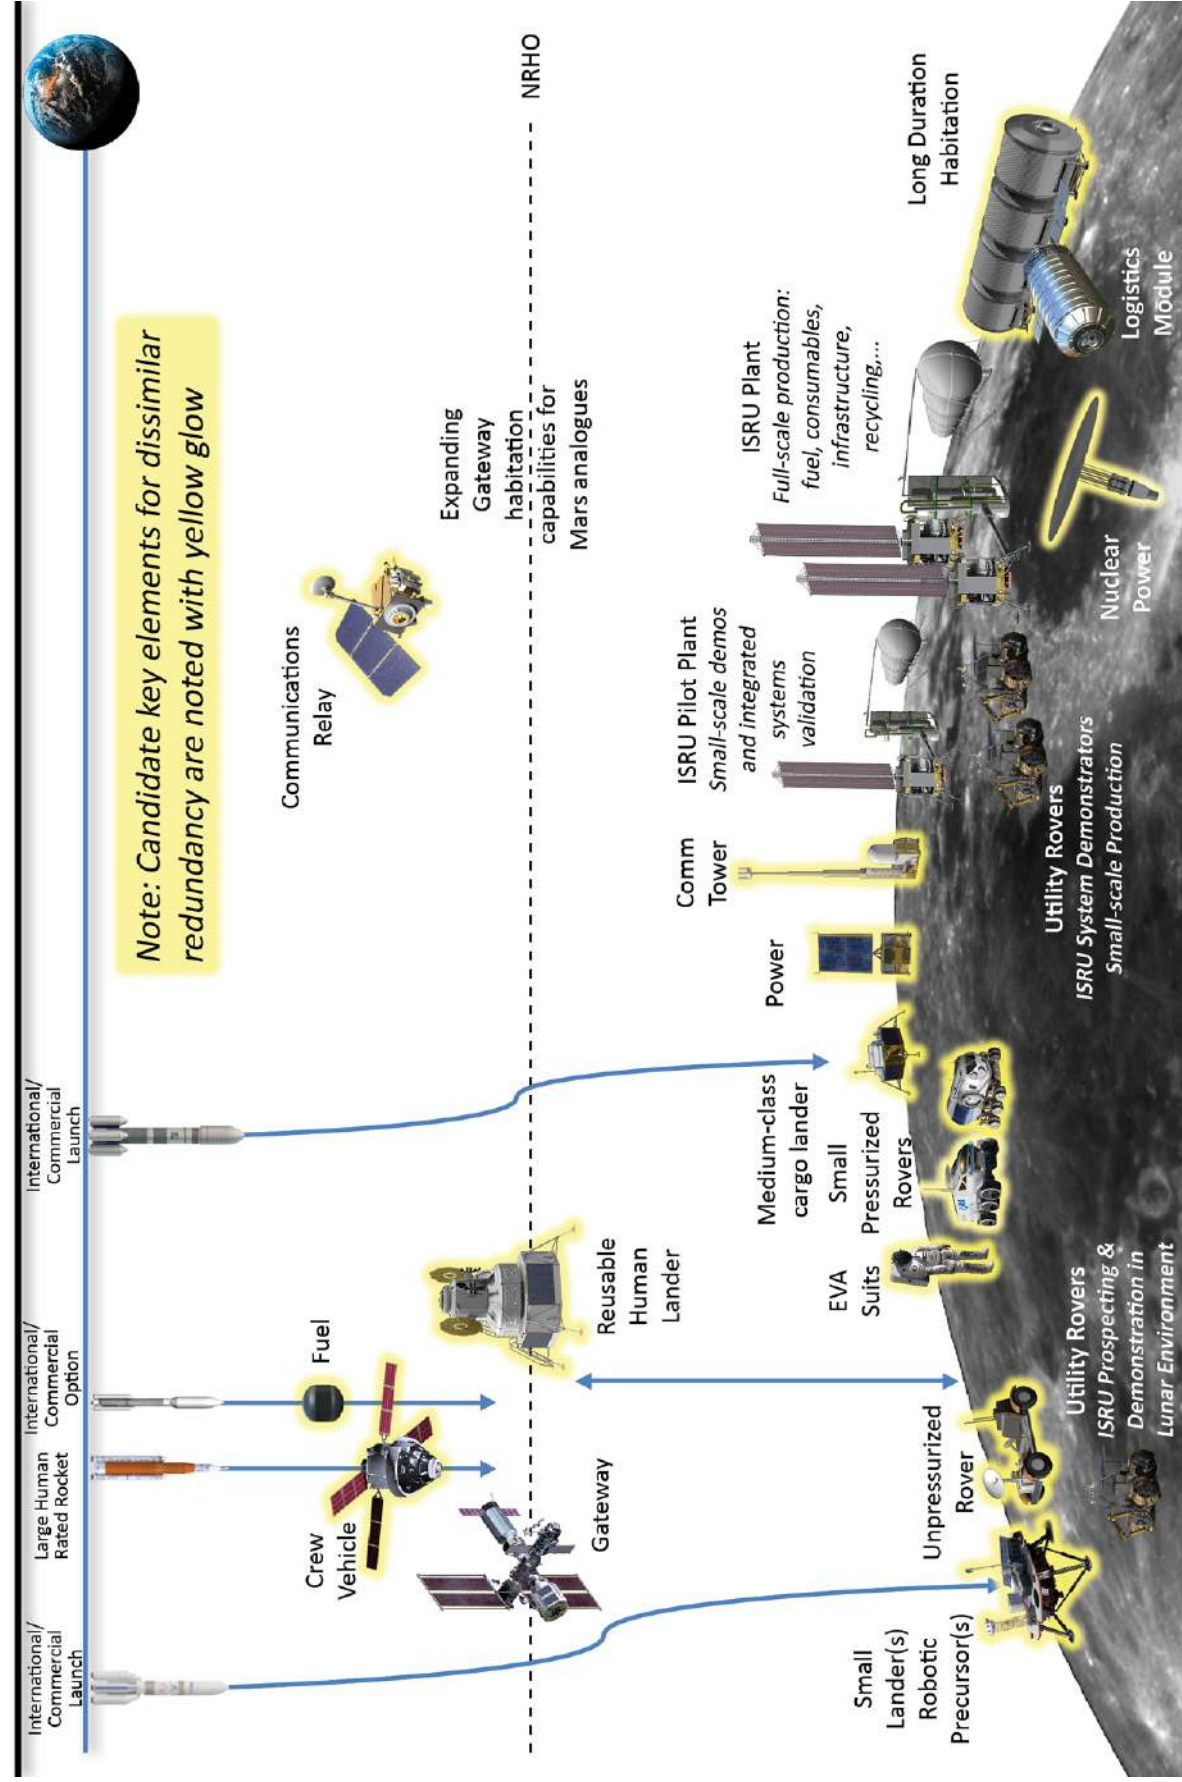 International/
Commercial
Launch
Large Human
Rated Rocket
International/
Commercial
Option
International/
Commercial
Launch
Note: Candidate key elements for dissimilar
redundancy are noted with yellow glow
Crew
Vehicle
Fuel
Communications
Relay
Gateway
Reusable
Human
Lander
Expanding
Gateway
habitation
capabilities for
Mars analogues
NRHO
Small
Lander(s)
Robotic
Precursor(s)
Unpressurized
Rover
EVA
Suits
Medium-class
cargo lander
Small
Pressurized
Rovers
Power
Comm
Tower
ISRU Pilot Plant
Small-scale demos
and integrated
systems
validation
ISRU Plant
Full-scale production:
fuel, consumables,
infrastructure,
recycling,...
Long Duration
Habitation
Utility Rovers
ISRU Prospecting &
Demonstration in
Lunar Environment
Utility Rovers
ISRU System Demonstrators
Small-scale Production
Nuclear
Power
Logistics
Module